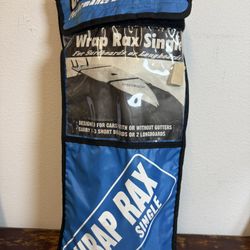 Wrap Rax Single
For Surfboards or Longboards
• DESIGNED FOR CARS WITH OR WITHOUT GUTTERS
• CARRY 1-3 SHORT BOARDS OR 2 LONGBOARDS
WRAP RAX
SINGLE